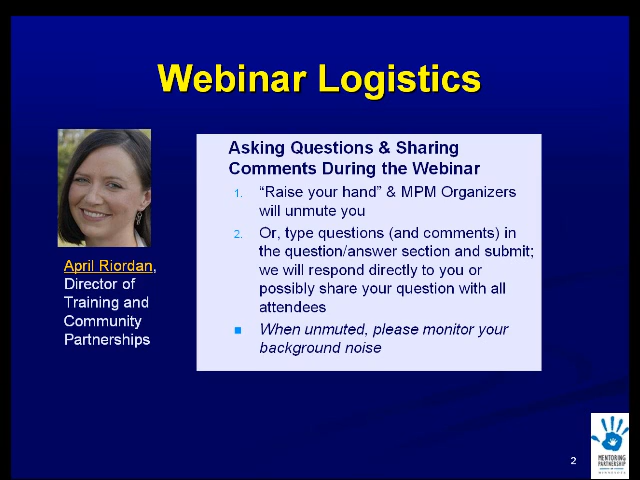 Webinar Logistics
Asking Questions & Sharing
Comments During the Webinar
1. “Raise your hand” & MPM Organizers
will unmute you
2. Or, type questions (and comments) in
the question/answer section and submit;
we will respond directly to you or
possibly share your question with all
attendees
When unmuted, please monitor your
background noise
April Riordan,
Director of
Training and
Community
Partnerships
2
MENTORING
PARTNERSHIP